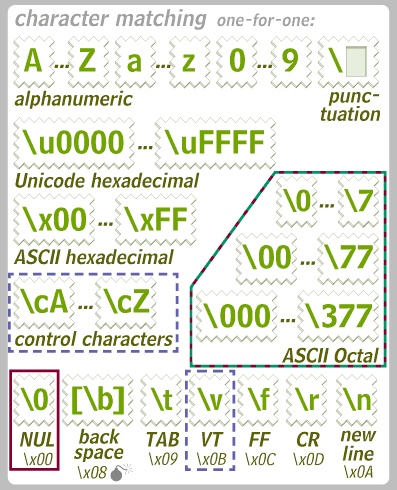 character matching one-for-one:
A ... Z a ... z 0 ... 9 \
alphanumeric punc-
tuation
\u0000 ... \uFFFF
Unicode hexadecimal
\x00 ... \xFF
ASCII hexadecimal
\0 ... \7
\00 ... \77
\000 ... \377
ASCII Octal
\cA ... \cZ
control characters
\0 [\b] \t \v \f \r \n
NUL back space TAB VT FF CR new line
\x00 \x08 \x09 \x0B \x0C \x0D \x0A